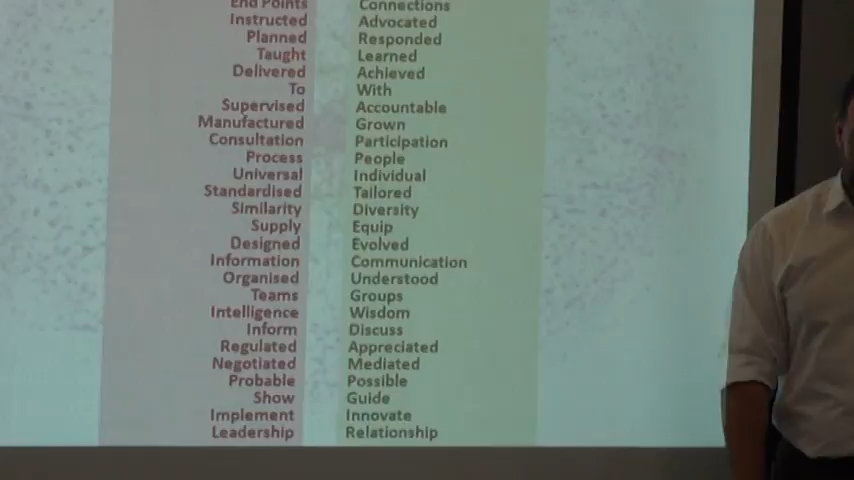 End Points Connections
Instructed Advocated
Planned Responded
Taught Learned
Delivered Achieved
To With
Supervised Accountable
Manufactured Grown
Consultation Participation
Process People
Universal Individual
Standardised Tailored
Similarity Diversity
Supply Equip
Designed Evolved
Information Communication
Organised Understood
Teams Groups
Intelligence Wisdom
Inform Discuss
Regulated Appreciated
Negotiated Mediated
Probable Possible
Show Guide
Implement Innovate
Leadership Relationship